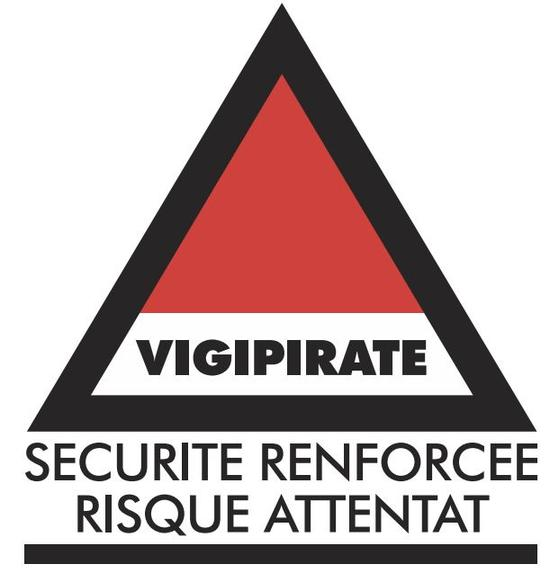 VIGIPIRATE
SECURITE RENFORCEE
RISQUE ATTENTAT